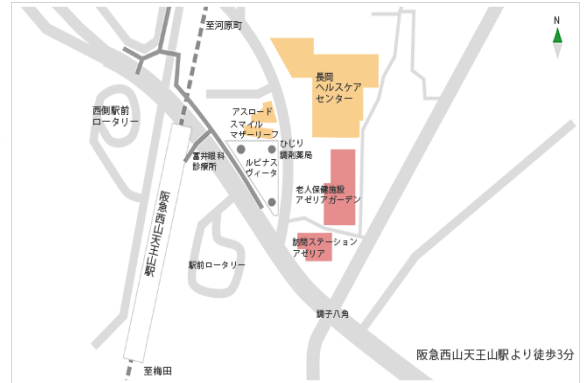 至河原町
N
長岡
ヘルスケア
センター
西側駅前
ロータリー
アスロード
スマイル
マザーリーフ
ひじり
調剤薬局
富井眼科
診療所
ルピナス
ヴィータ
老人保健施設
アゼリアガーデン
阪急西山天王山駅
訪問ステーション
アゼリア
駅前ロータリー
調子八角
阪急西山天王山駅より徒歩3分
至梅田